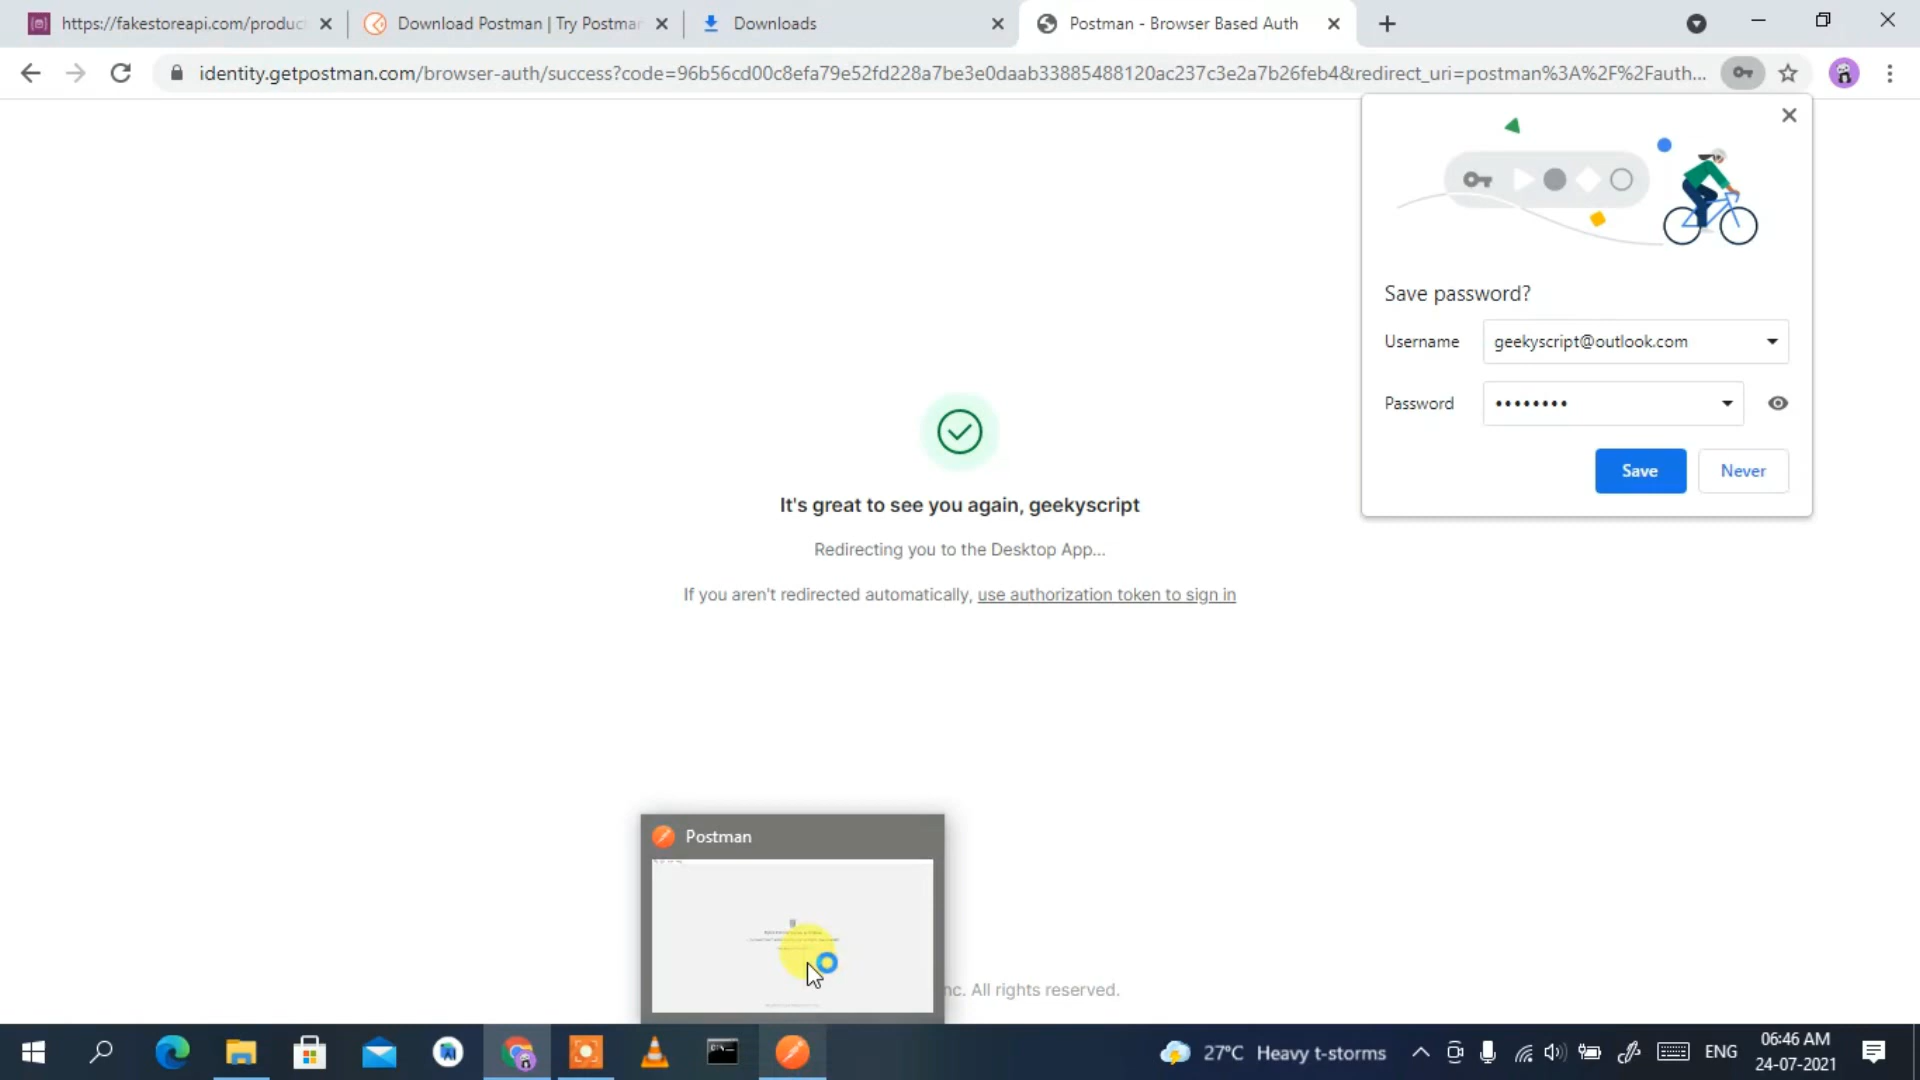 https://fakestoreapi.com/produc
Download Postman | Try Postman
Downloads
Postman - Browser Based Auth
identity.getpostman.com/browser-auth/success?code=96b56cd00c8efa79e52fd228a7be3e0daab33885488120ac237c3e2a7b26feb4&redirect_uri=postman%3A%2F%2Fauth...
Save password?
Username
geekyscript@outlook.com
Password
Save
Never
It's great to see you again, geekyscript
Redirecting you to the Desktop App...
If you aren't redirected automatically, use authorization token to sign in
Postman
nc. All rights reserved.
27°C Heavy t-storms
ENG
06:46 AM
24-07-2021